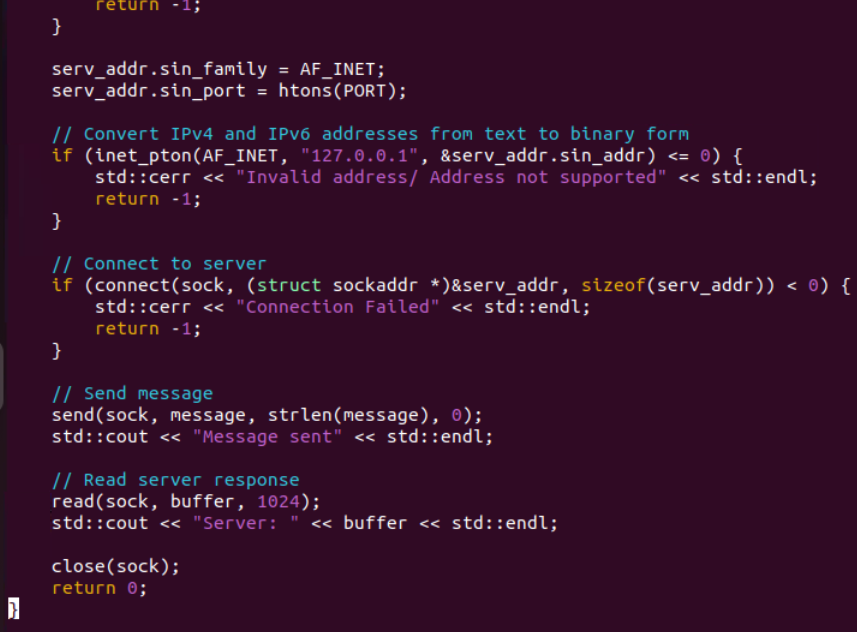 return -1;
    }

    serv_addr.sin_family = AF_INET;
    serv_addr.sin_port = htons(PORT);

    // Convert IPv4 and IPv6 addresses from text to binary form
    if (inet_pton(AF_INET, "127.0.0.1", &serv_addr.sin_addr) <= 0) {
        std::cerr << "Invalid address/ Address not supported" << std::endl;
        return -1;
    }

    // Connect to server
    if (connect(sock, (struct sockaddr *)&serv_addr, sizeof(serv_addr)) < 0) {
        std::cerr << "Connection Failed" << std::endl;
        return -1;
    }

    // Send message
    send(sock, message, strlen(message), 0);
    std::cout << "Message sent" << std::endl;

    // Read server response
    read(sock, buffer, 1024);
    std::cout << "Server: " << buffer << std::endl;

    close(sock);
    return 0;
}